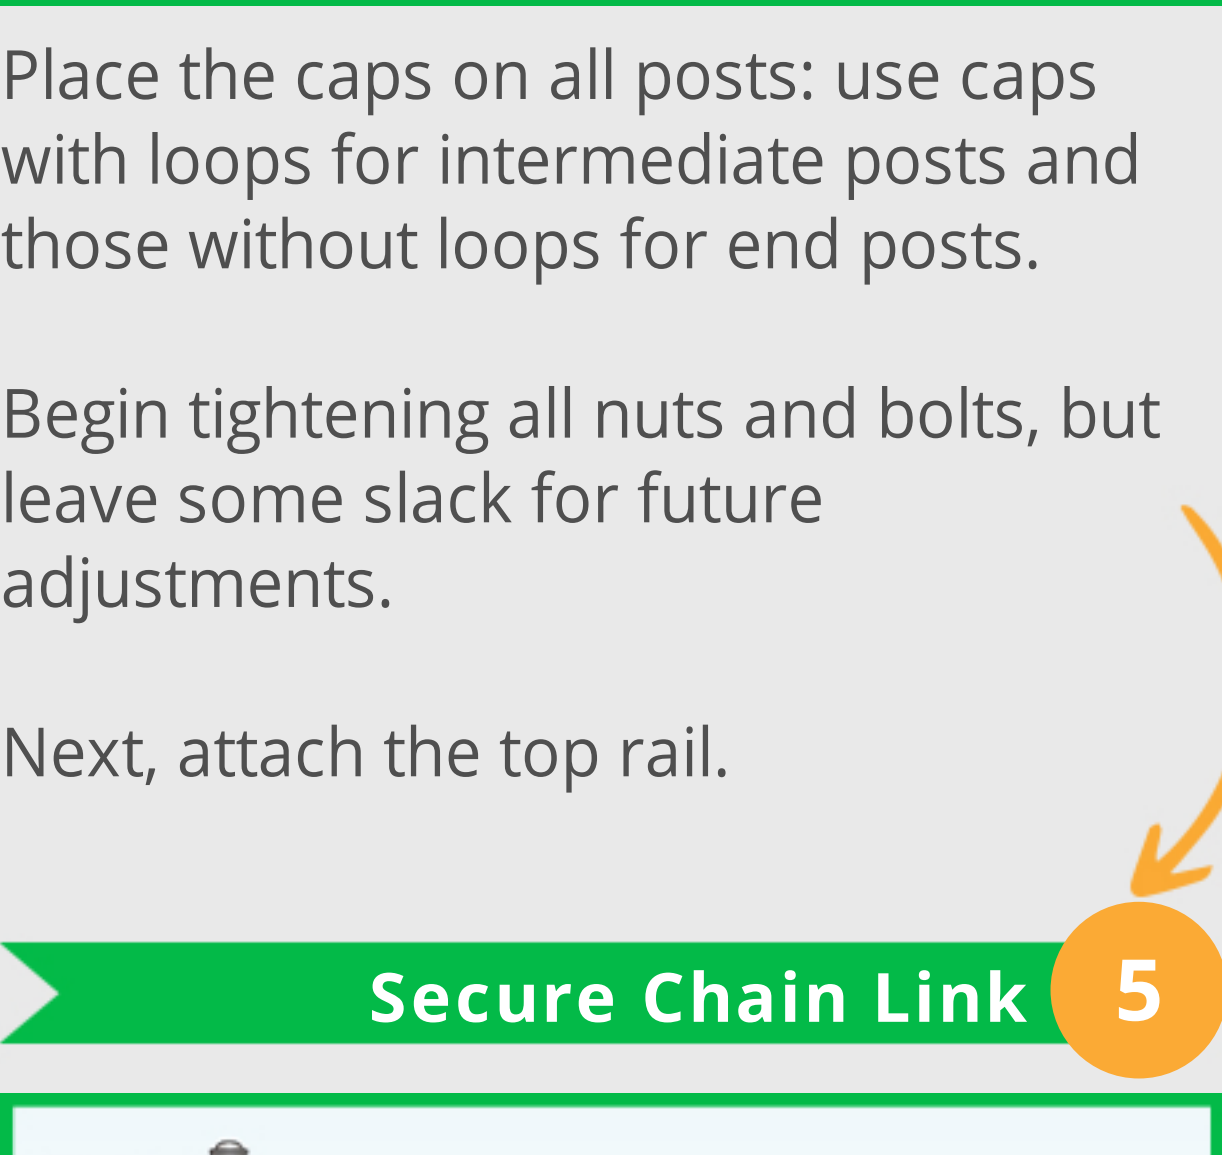 Place the caps on all posts: use caps
with loops for intermediate posts and
those without loops for end posts.
Begin tightening all nuts and bolts, but
leave some slack for future
adjustments.
Next, attach the top rail.
Secure Chain Link 5